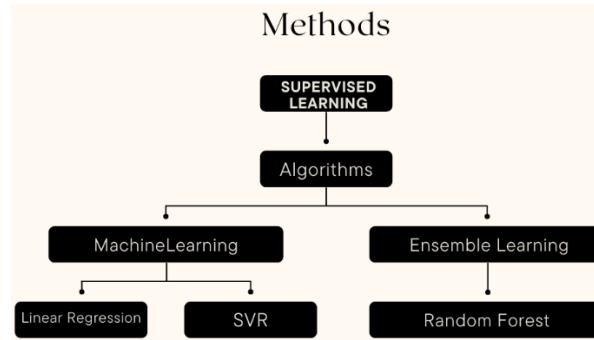 Methods
SUPERVISED
LEARNING
Algorithms
MachineLearning
Ensemble Learning
Linear Regression
SVR
Random Forest